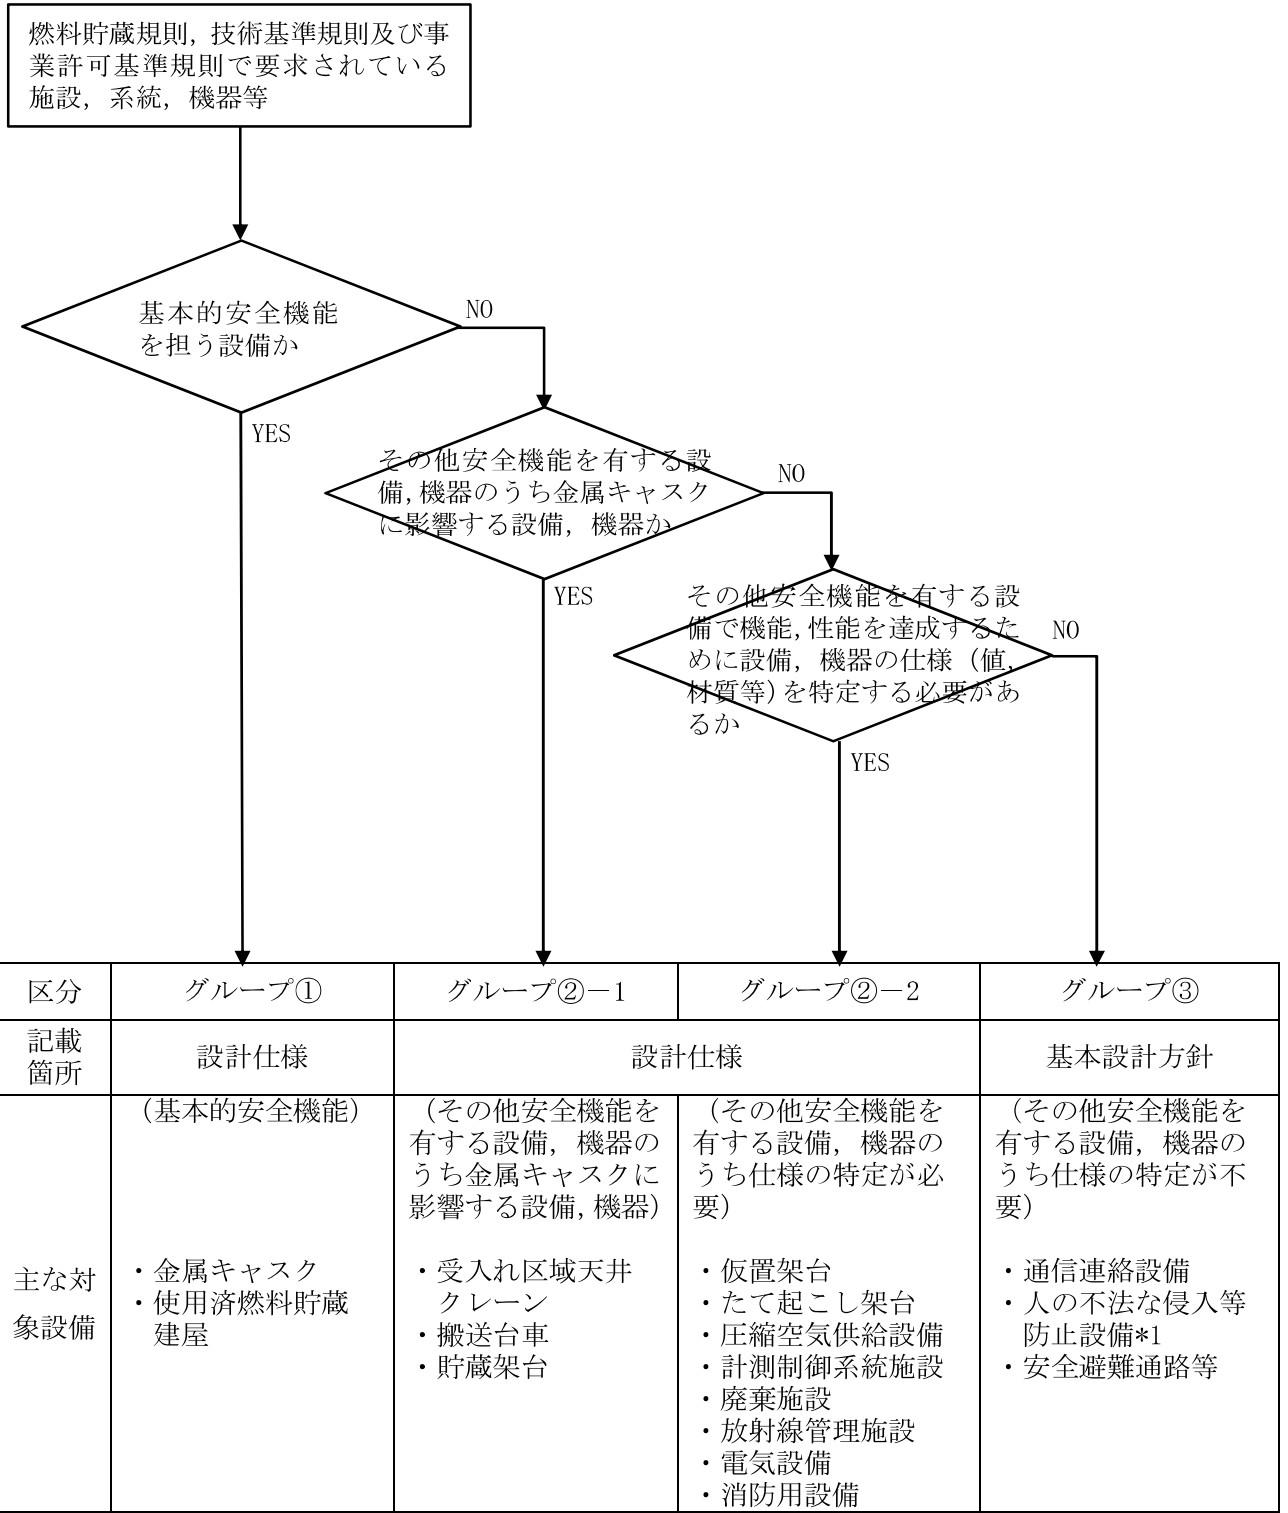 燃料貯蔵規則，技術基準規則及び事
業許可基準規則で要求されている
施設，系統，機器等
基本的安全機能
を担う設備か
NO
YES
その他安全機能を有する設
備,機器のうち金属キャスク
に影響する設備，機器か
NO
YES
その他安全機能を有する設
備で機能,性能を達成するた
めに設備，機器の仕様（値，
材質等)を特定する必要があ
るか
NO
YES
区分
グループ①
グループ②－1
グループ②－2
グループ③
記載
箇所
設計仕様
設計仕様
基本設計方針
主な対
象設備
（基本的安全機能）
・金属キャスク
・使用済燃料貯蔵
建屋
（その他安全機能を
有する設備，機器の
うち金属キャスクに
影響する設備,機器）
・受入れ区域天井
クレーン
・搬送台車
・貯蔵架台
（その他安全機能を
有する設備，機器の
うち仕様の特定が必
要）
・仮置架台
・たて起こし架台
・圧縮空気供給設備
・計測制御系統施設
・廃棄施設
・放射線管理施設
・電気設備
・消防用設備
（その他安全機能を
有する設備，機器の
うち仕様の特定が不
要）
・通信連絡設備
・人の不法な侵入等
防止設備*1
・安全避難通路等